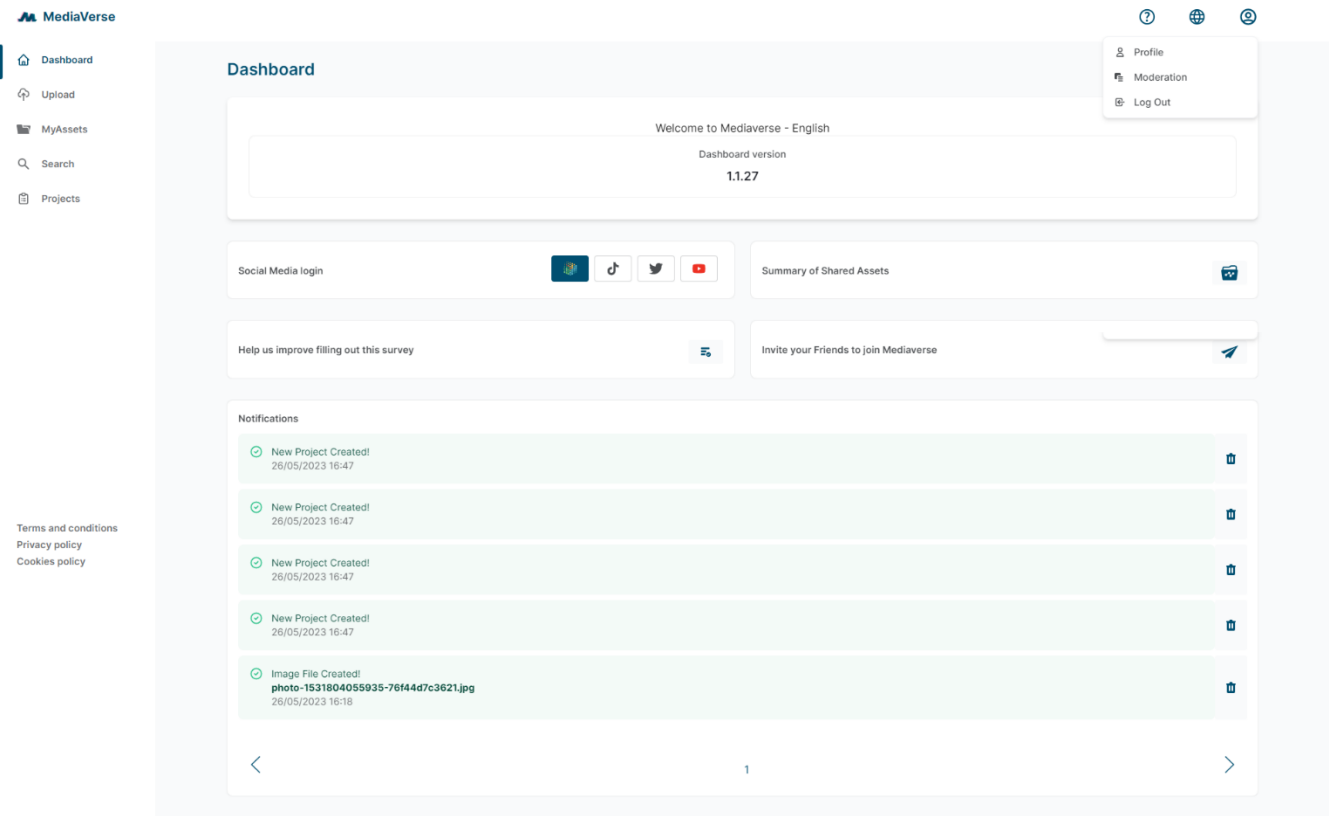 MediaVerse
Dashboard
Upload
MyAssets
Search
Projects
Terms and conditions
Privacy policy
Cookies policy
Profile
Moderation
Log Out
Dashboard
Welcome to Mediaverse - English
Dashboard version
1.1.27
Social Media login
Summary of Shared Assets
Help us improve filling out this survey
Invite your Friends to join Mediaverse
Notifications
New Project Created!
26/05/2023 16:47
New Project Created!
26/05/2023 16:47
New Project Created!
26/05/2023 16:47
New Project Created!
26/05/2023 16:47
Image File Created!
photo-1531804055935-76f44d7c3621.jpg
26/05/2023 16:18
1